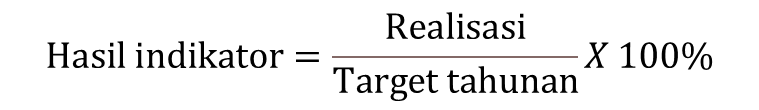 Hasil indikator = Realisasi / Target tahunan X 100%